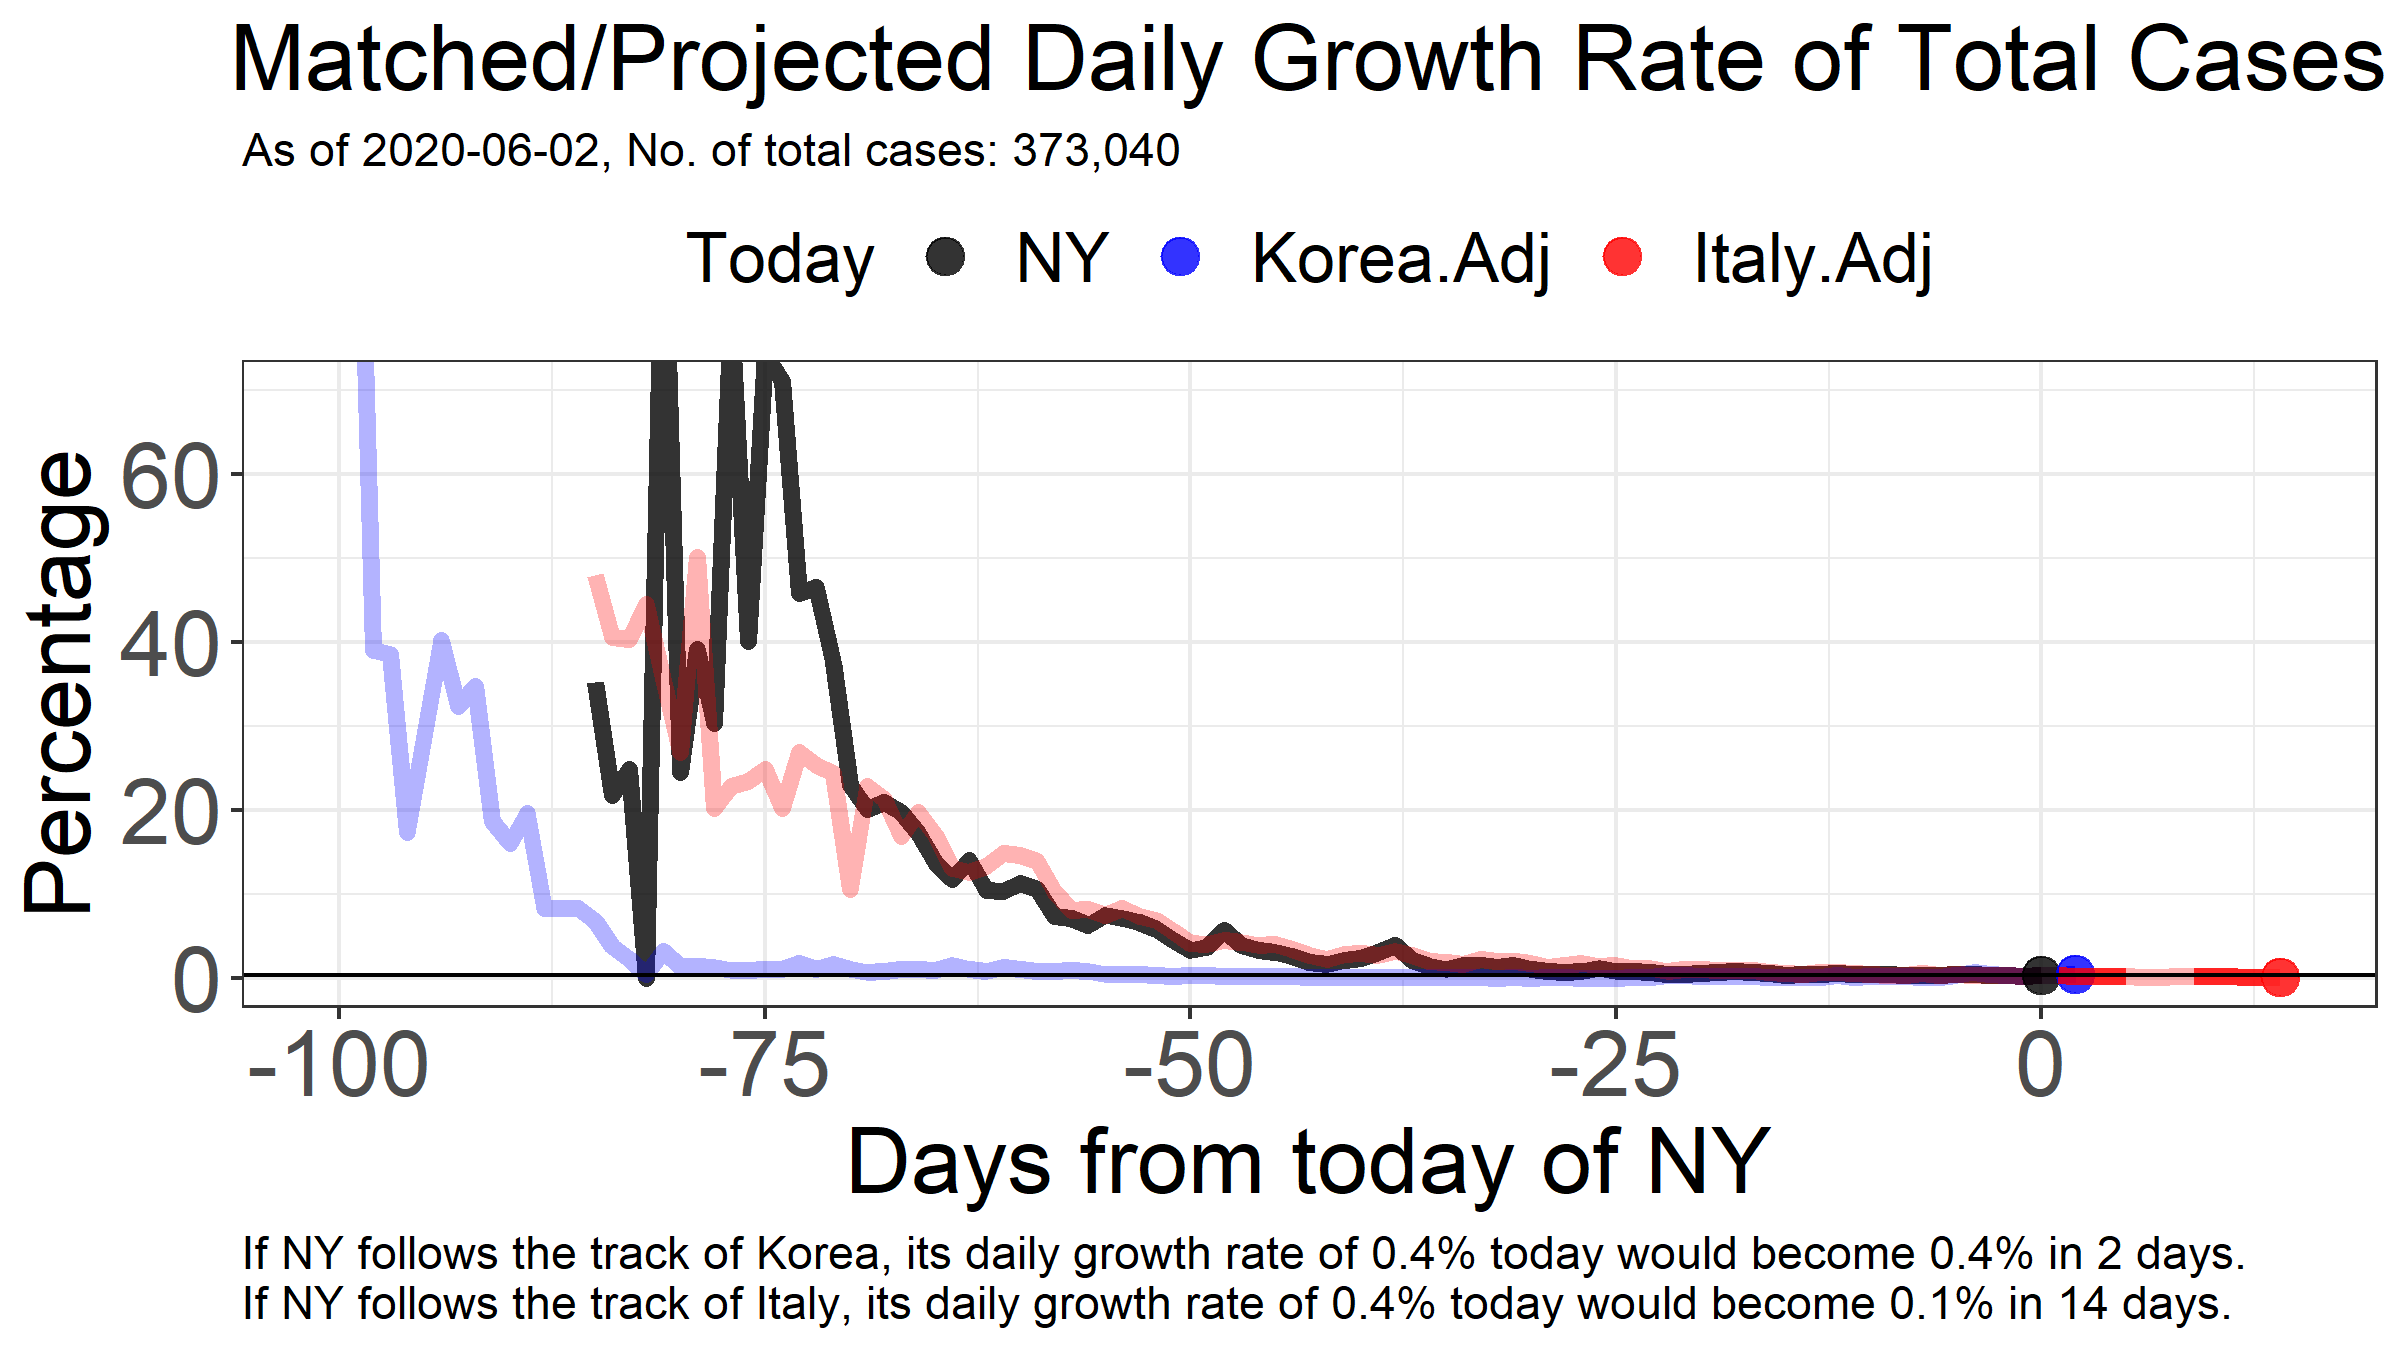 Matched/Projected Daily Growth Rate of Total Cases
As of 2020-06-02, No. of total cases: 373,040
Today NY Korea.Adj Italy.Adj
Percentage
60
40
20
0
-100 -75 -50 -25 0
Days from today of NY
If NY follows the track of Korea, its daily growth rate of 0.4% today would become 0.4% in 2 days.
If NY follows the track of Italy, its daily growth rate of 0.4% today would become 0.1% in 14 days.